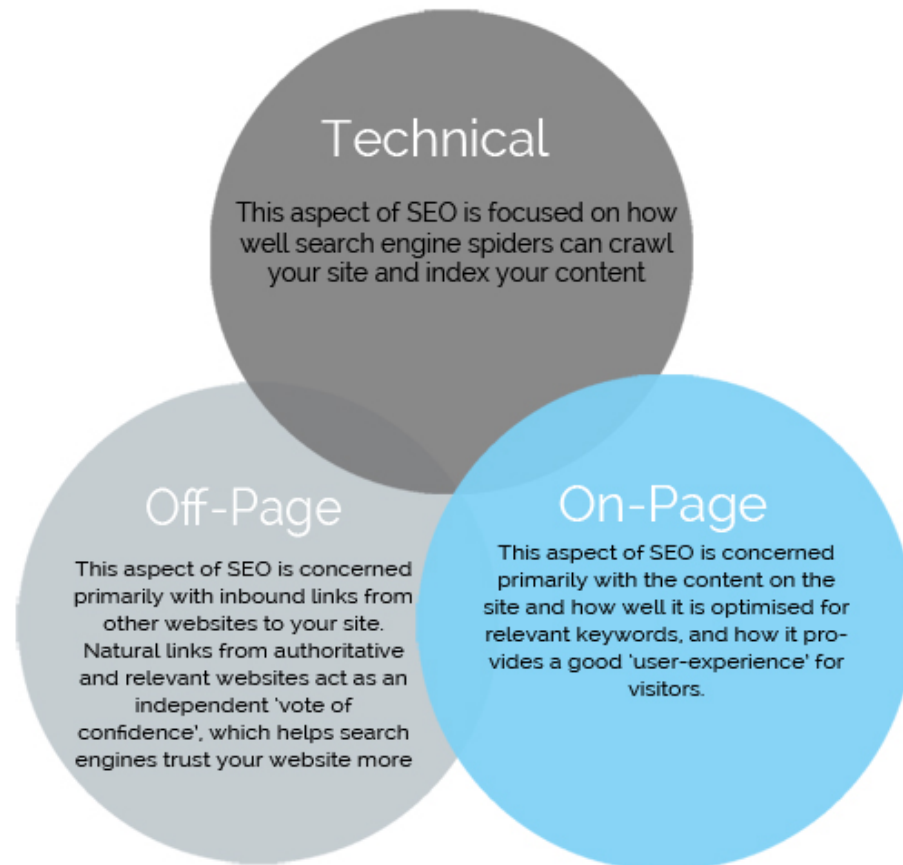 Technical
This aspect of SEO is focused on how
well search engine spiders can crawl
your site and index your content
Off-Page
This aspect of SEO is concerned
primarily with inbound links from
other websites to your site.
Natural links from authoritative
and relevant websites act as an
independent ‘vote of
confidence’, which helps search
engines trust your website more
On-Page
This aspect of SEO is concerned
primarily with the content on the
site and how well it is optimised for
relevant keywords, and how it pro-
vides a good ‘user-experience’ for
visitors.